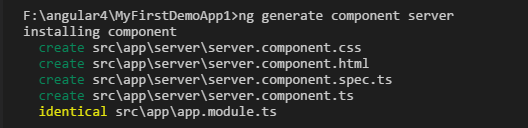 F:\angular4\MyFirstDemoApp1>ng generate component server
installing component
create src\app\server\server.component.css
create src\app\server\server.component.html
create src\app\server\server.component.spec.ts
create src\app\server\server.component.ts
identical src\app\app.module.ts